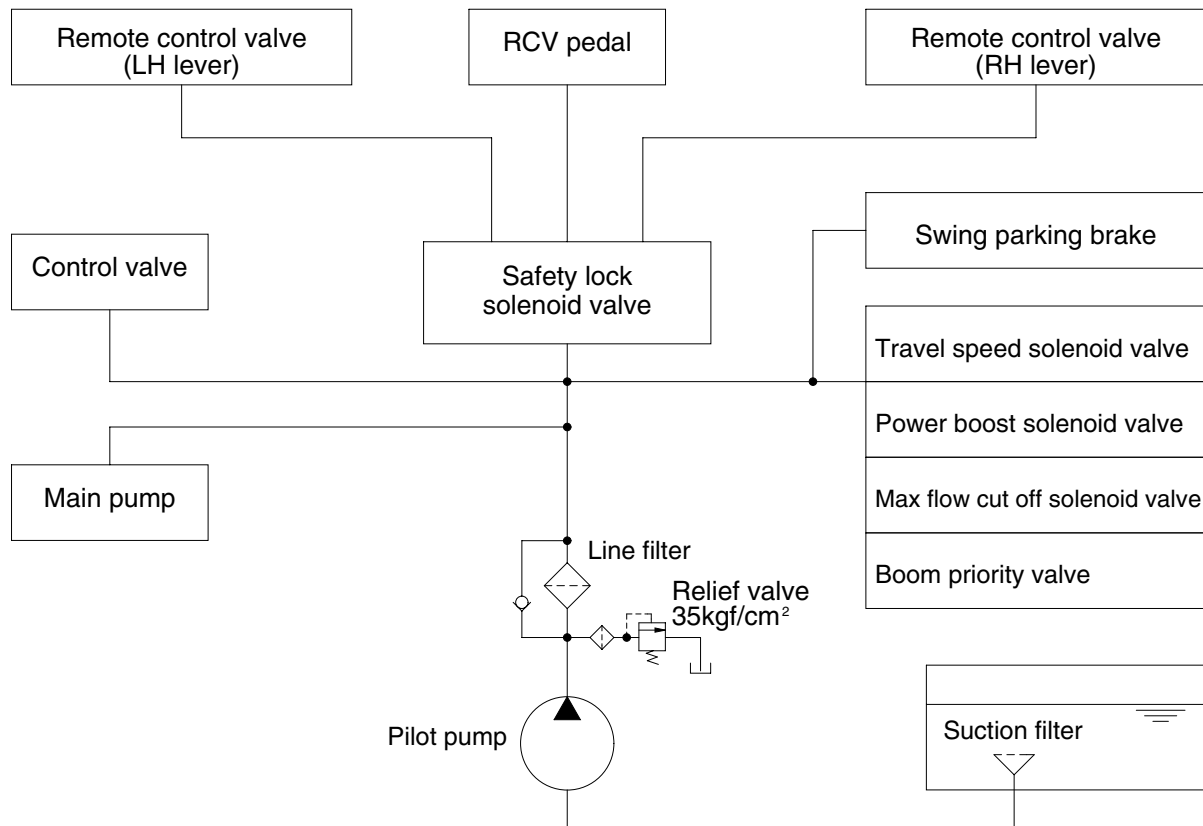 Remote control valve
(LH lever)
RCV pedal
Remote control valve
(RH lever)
Swing parking brake
Control valve
Safety lock
solenoid valve
Travel speed solenoid valve
Power boost solenoid valve
Main pump
Max flow cut off solenoid valve
Line filter
Boom priority valve
Relief valve
35kgf/cm²
Pilot pump
Suction filter